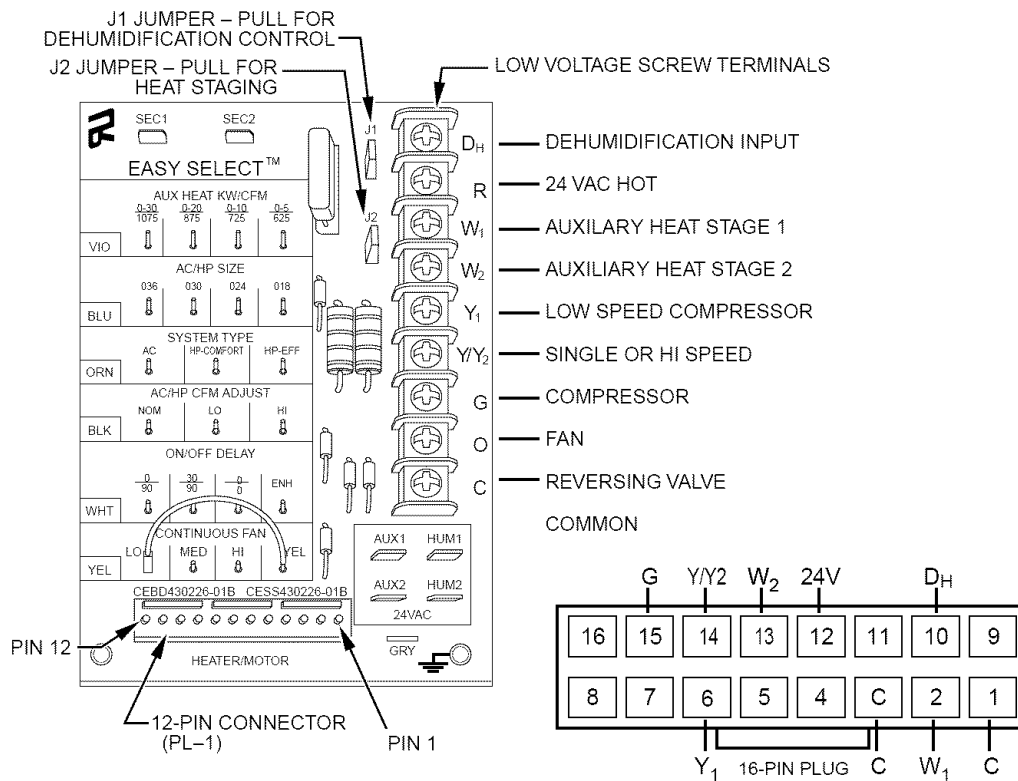 J1 JUMPER – PULL FOR
DEHUMIDIFICATION CONTROL
J2 JUMPER – PULL FOR
HEAT STAGING
LOW VOLTAGE SCREW TERMINALS
SEC1 SEC2
J1
EASY SELECT™
AUX HEAT KW/CFM
0-30 0-20 0-10 0-5
1075 875 725 625
VIO
J2
AC/HP SIZE
036 030 024 018
BLU
SYSTEM TYPE
AC HP-COMFORT HP-EFF
ORN
AC/HP CFM ADJUST
NOM LO HI
BLK
ON/OFF DELAY
0 30 0 ENH
90 90 0
WHT
CONTINUOUS FAN
LO MED HI YEL
YEL
DH DEHUMIDIFICATION INPUT
R 24 VAC HOT
W1 AUXILARY HEAT STAGE 1
W2 AUXILIARY HEAT STAGE 2
Y1 LOW SPEED COMPRESSOR
Y/Y2 SINGLE OR HI SPEED
G COMPRESSOR
O FAN
C REVERSING VALVE
COMMON
AUX1 HUM1
AUX2 HUM2
24VAC
GRY
CEBD430226-01B CESS430226-01B
PIN 12
HEATER/MOTOR
12-PIN CONNECTOR
(PL–1)
PIN 1
G Y/Y2 W2 24V DH
16 15 14 13 12 11 10 9
8 7 6 5 4 C 2 1
Y1 16-PIN PLUG C W1 C